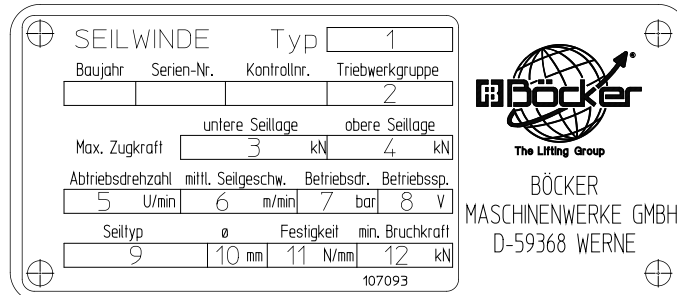 SEILWINDE Typ 1
Baujahr Serien-Nr. Kontrollnr. Triebwerkgruppe
2
untere Seillage obere Seillage
Max. Zugkraft 3 kN 4 kN
Abtriebsdrehzahl mittl. Seilgeschw. Betriebsdr. Betriebssp.
5 U/min 6 m/min 7 bar 8 V
Seiltyp ø Festigkeit min. Bruchkraft
9 10 mm 11 N/mm 12 kN
107093
Böcker
The Lifting Group
BÖCKER
MASCHINENWERKE GMBH
D-59368 WERNE